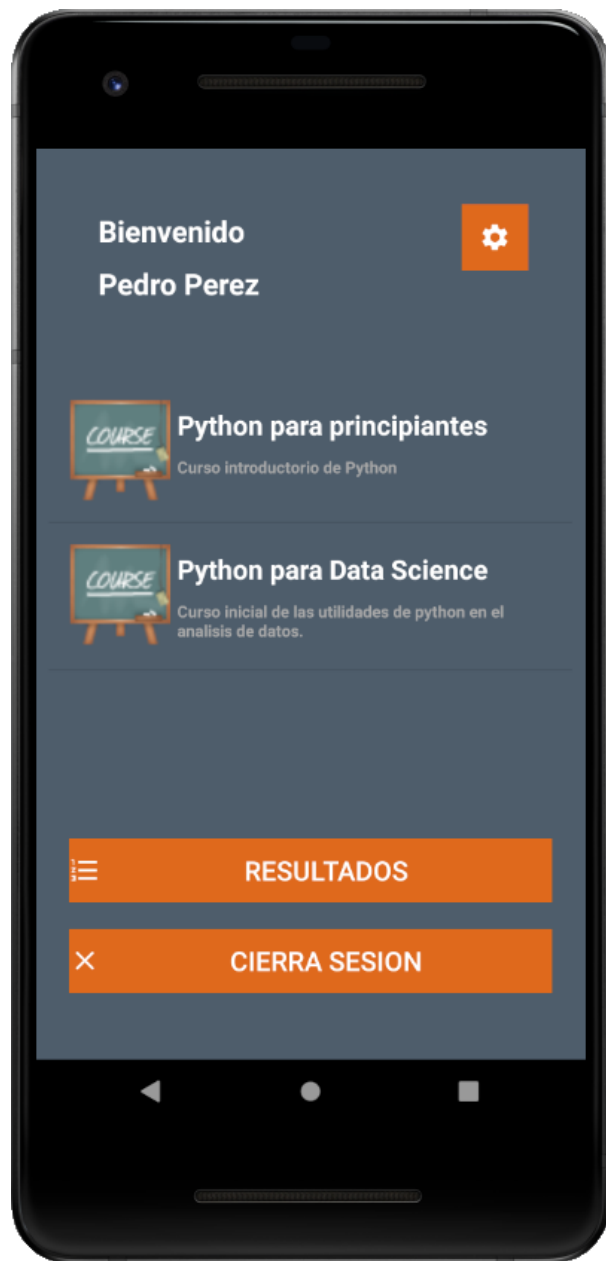 Bienvenido
Pedro Perez
COURSE
Python para principiantes
Curso introductorio de Python
COURSE
Python para Data Science
Curso inicial de las utilidades de python en el
analisis de datos.
RESULTADOS
CIERRA SESION